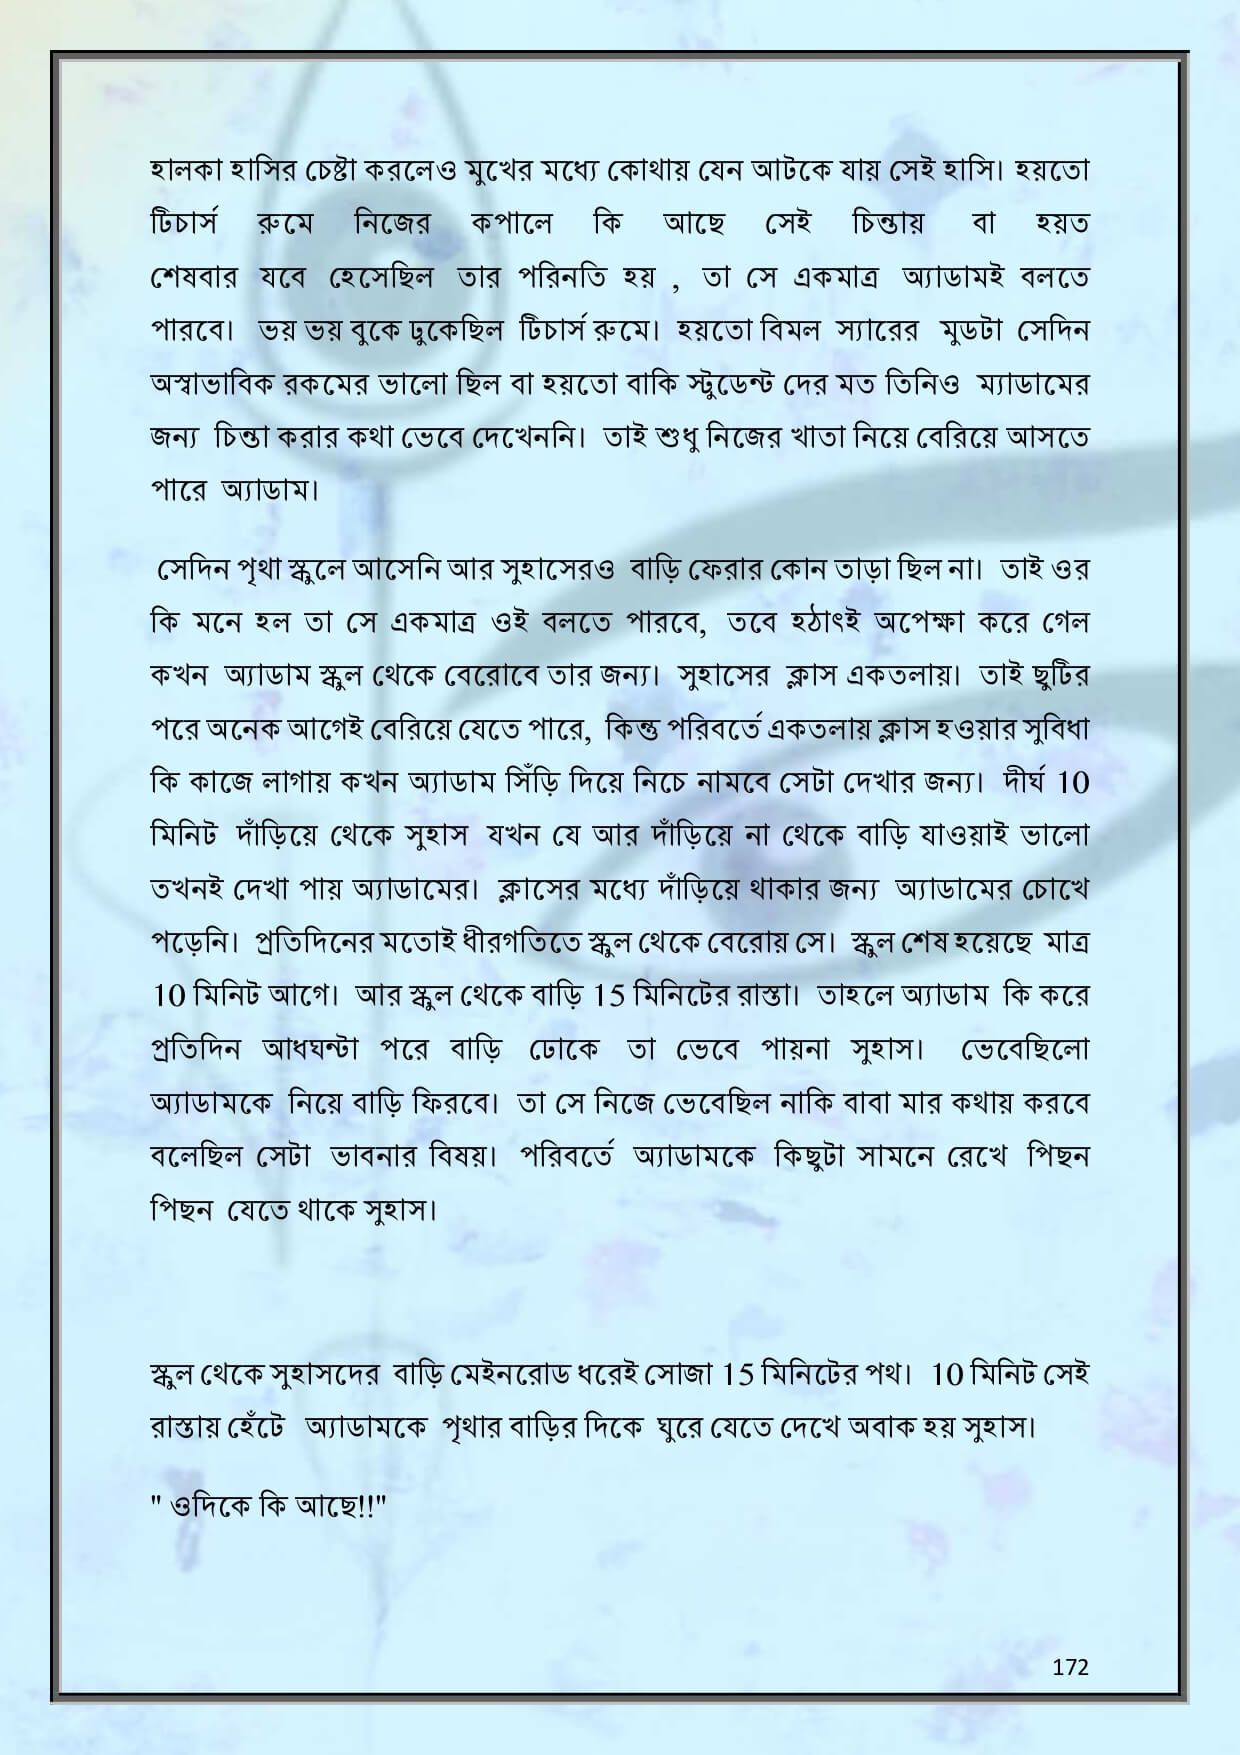 হালকা হাসির চেষ্টা করলেও মুখের মধ্যে কোথায় যেন আটকে যায় সেই হাসি। হয়তো
টিচার্স রুমে নিজের কপালে কি আছে সেই চিন্তায় বা হয়ত
শেষবার যবে হেসেছিল তার পরিনতি হয় , তা সে একমাত্র অ্যাডামই বলতে
পারবে। ভয় ভয় বুকে ঢুকেছিল টিচার্স রুমে। হয়তো বিমল স্যারের মুডটা সেদিন
অস্বাভাবিক রকমের ভালো ছিল বা হয়তো বাকি স্টুডেন্ট দের মত তিনিও ম্যাডামের
জন্য চিন্তা করার কথা ভেবে দেখেননি। তাই শুধু নিজের খাতা নিয়ে বেরিয়ে আসতে
পারে অ্যাডাম।
সেদিন পৃথা স্কুলে আসেনি আর সুহাসেরও বাড়ি ফেরার কোন তাড়া ছিল না। তাই ওর
কি মনে হল তা সে একমাত্র ওই বলতে পারবে, তবে হঠাৎই অপেক্ষা করে গেল
কখন অ্যাডাম স্কুল থেকে বেরোবে তার জন্য। সুহাসের ক্লাস একতলায়। তাই ছুটির
পরে অনেক আগেই বেরিয়ে যেতে পারে, কিন্তু পরিবর্তে একতলায় ক্লাস হওয়ার সুবিধা
কি কাজে লাগায় কখন অ্যাডাম সিঁড়ি দিয়ে নিচে নামবে সেটা দেখার জন্য। দীর্ঘ 10
মিনিট দাঁড়িয়ে থেকে সুহাস যখন যে আর দাঁড়িয়ে না থেকে বাড়ি যাওয়াই ভালো
তখনই দেখা পায় অ্যাডামের। ক্লাসের মধ্যে দাঁড়িয়ে থাকার জন্য অ্যাডামের চোখে
পড়েনি। প্রতিদিনের মতোই ধীরগতিতে স্কুল থেকে বেরোয় সে। স্কুল শেষ হয়েছে মাত্র
10 মিনিট আগে। আর স্কুল থেকে বাড়ি 15 মিনিটের রাস্তা। তাহলে অ্যাডাম কি করে
প্রতিদিন আধঘন্টা পরে বাড়ি ঢোকে তা ভেবে পায়না সুহাস। ভেবেছিলো
অ্যাডামকে নিয়ে বাড়ি ফিরবে। তা সে নিজে ভেবেছিল নাকি বাবা মার কথায় করবে
বলেছিল সেটা ভাবনার বিষয়। পরিবর্তে অ্যাডামকে কিছুটা সামনে রেখে পিছন
পিছন যেতে থাকে সুহাস।
স্কুল থেকে সুহাসদের বাড়ি মেইনরোড ধরেই সোজা 15 মিনিটের পথ। 10 মিনিট সেই
রাস্তায় হেঁটে অ্যাডামকে পৃথার বাড়ির দিকে ঘুরে যেতে দেখে অবাক হয় সুহাস।
" ওদিকে কি আছে!!"
172